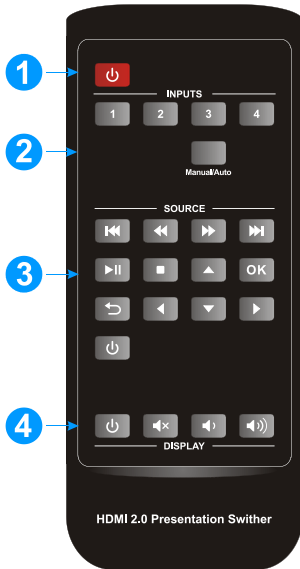 1
INPUTS
1 2 3 4
2
Manual/Auto
SOURCE
3
OK
4
DISPLAY
HDMI 2.0 Presentation Swither